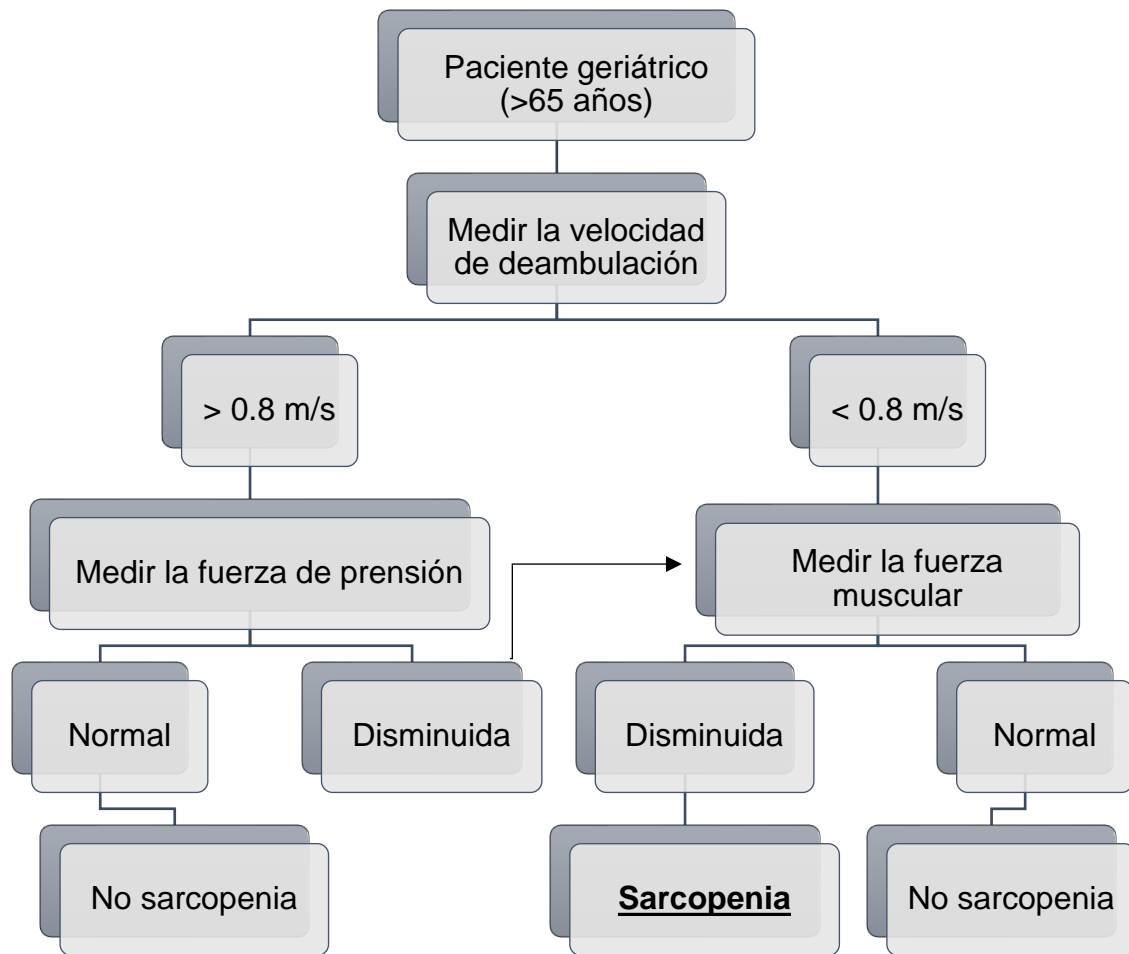 Paciente geriátrico
(>65 años)
Medir la velocidad
de deambulación
> 0.8 m/s
< 0.8 m/s
Medir la fuerza de prensión
Medir la fuerza
muscular
Normal
Disminuida
Disminuida
Normal
No sarcopenia
Sarcopenia
No sarcopenia